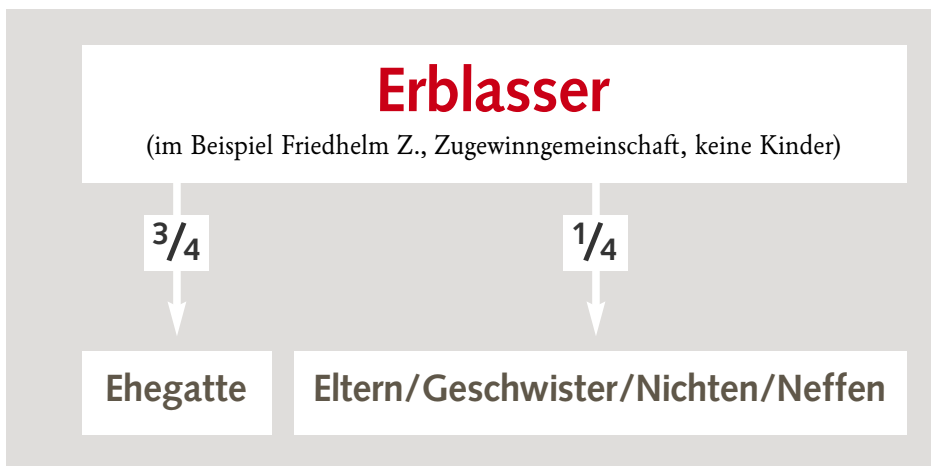 Erblasser
(im Beispiel Friedhelm Z., Zugewinngemeinschaft, keine Kinder)
3/4
1/4
Ehegatte
Eltern/Geschwister/Nichten/Neffen